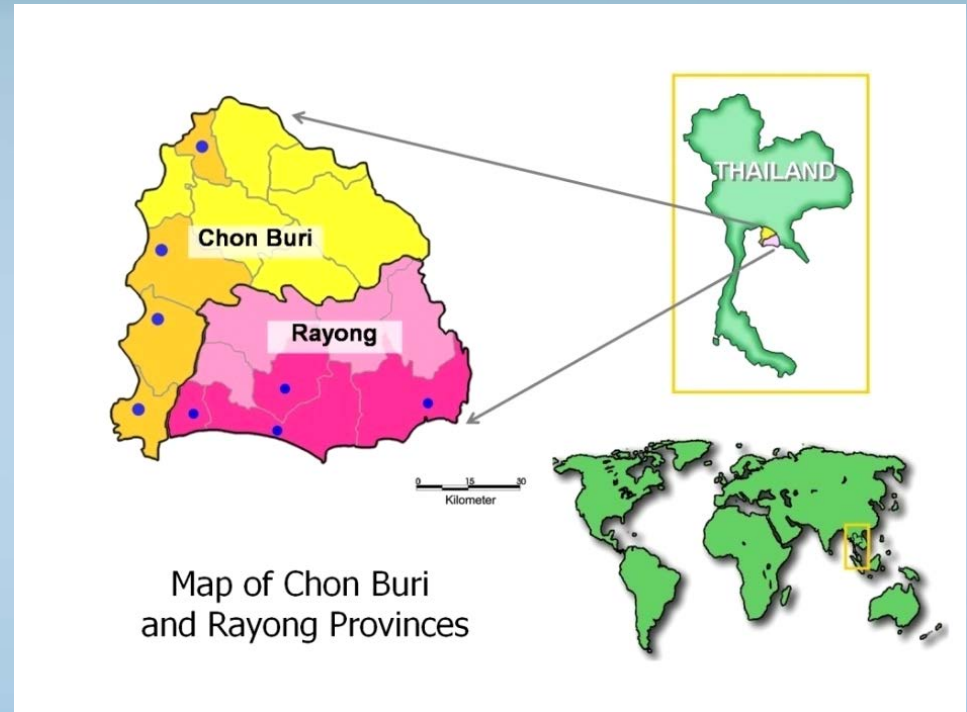 THAILAND
Chon Buri
Rayong
0 15 30
Kilometer
Map of Chon Buri
and Rayong Provinces